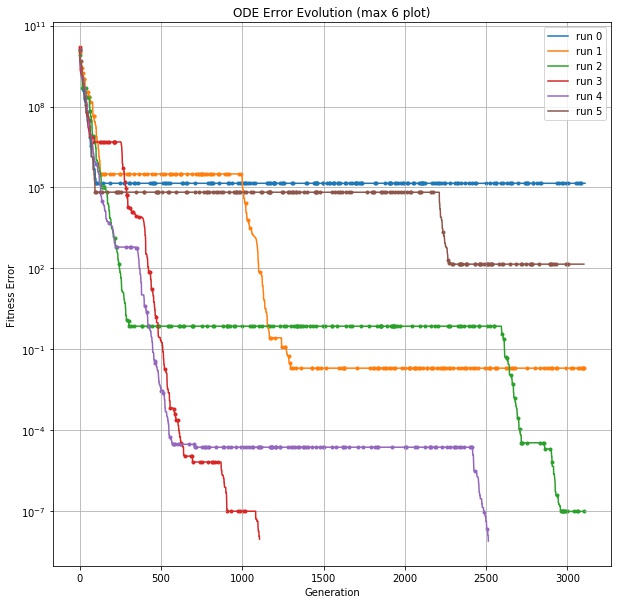 ODE Error Evolution (max 6 plot)
run 0
run 1
run 2
run 3
run 4
run 5
Fitness Error
10^11
10^8
10^5
10^2
10^−1
10^−4
10^−7
0 500 1000 1500 2000 2500 3000
Generation